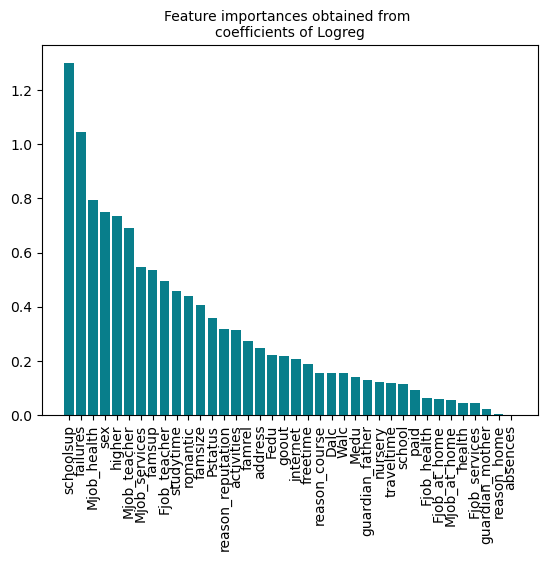 Feature importances obtained from
coefficients of Logreg
1.2
1.0
0.8
0.6
0.4
0.2
0.0
schoolsup
failures
Mjob_health
sex
higher
Mjob_teacher
Mjob_services
famsup
Fjob_teacher
studytime
romantic
famsize
Pstatus
reason_reputation
activities
famrel
address
Fedu
goout
internet
freetime
reason_course
Dalc
Walc
Medu
guardian_father
nursery
traveltime
school
paid
Fjob_health
Fjob_at_home
Mjob_at_home
health
Fjob_services
guardian_mother
reason_home
absences